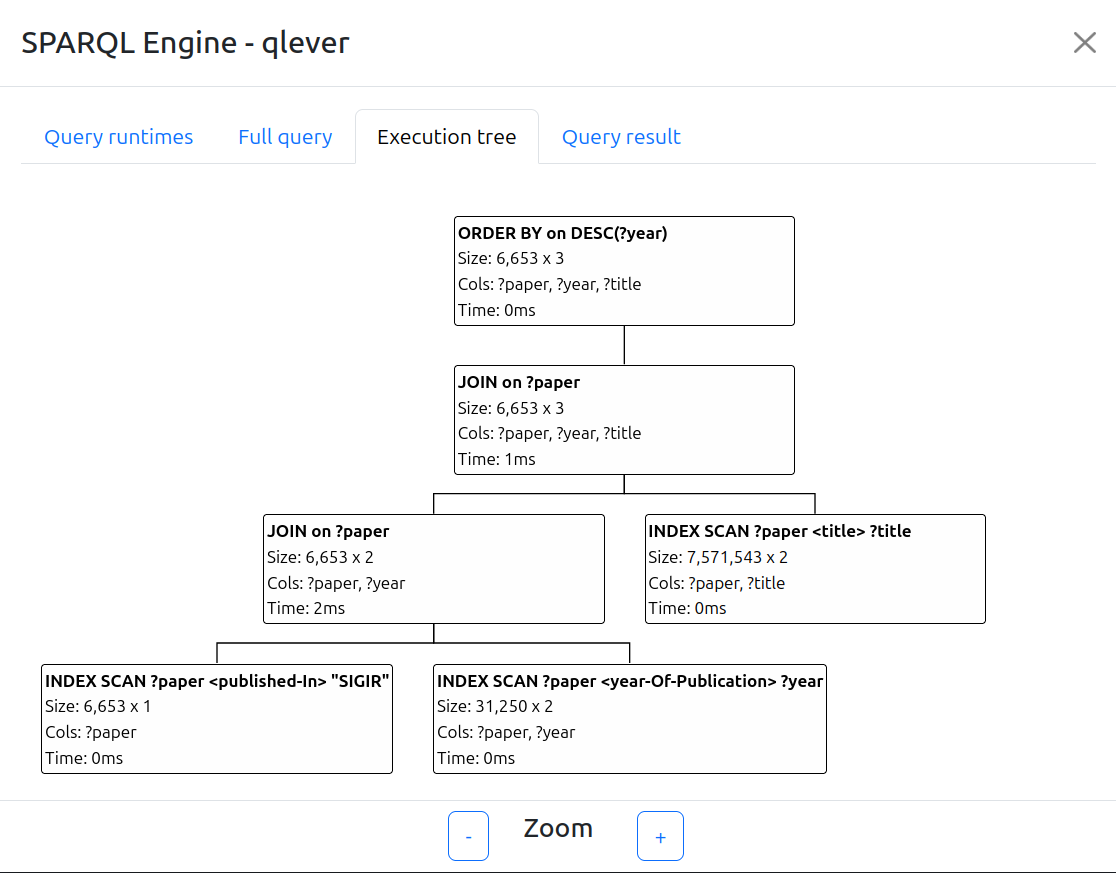 SPARQL Engine - qlever
Query runtimes
Full query
Execution tree
Query result
ORDER BY on DESC(?year)
Size: 6,653 x 3
Cols: ?paper, ?year, ?title
Time: 0ms
JOIN on ?paper
Size: 6,653 x 3
Cols: ?paper, ?year, ?title
Time: 1ms
JOIN on ?paper
Size: 6,653 x 2
Cols: ?paper, ?year
Time: 2ms
INDEX SCAN ?paper <title> ?title
Size: 7,571,543 x 2
Cols: ?paper, ?title
Time: 0ms
INDEX SCAN ?paper <published-In> "SIGIR"
Size: 6,653 x 1
Cols: ?paper
Time: 0ms
INDEX SCAN ?paper <year-Of-Publication> ?year
Size: 31,250 x 2
Cols: ?paper, ?year
Time: 0ms
-
Zoom
+